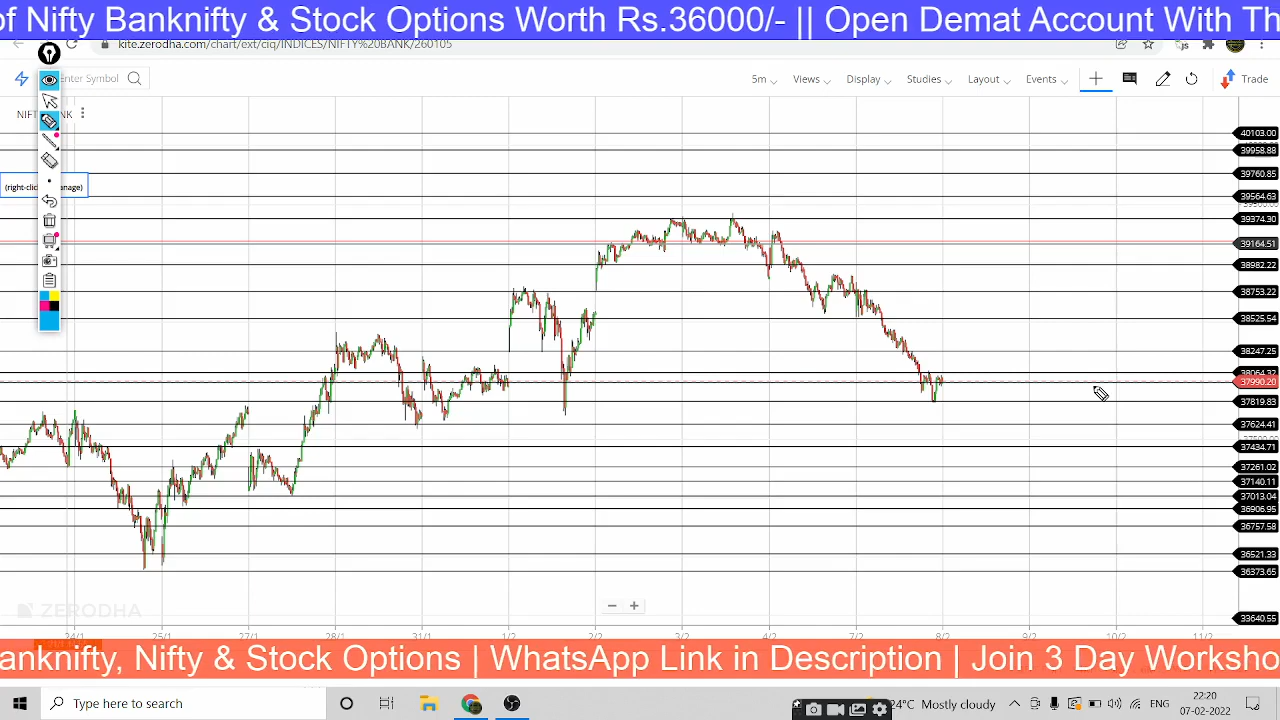 of Nifty Banknifty & Stock Options Worth Rs.36000/- || Open Demat Account With Th
kite.zerodha.com/chart/ext/ciq/INDICES/NIFTY%20BANK/260105
Enter Symbol
5m
Views
Display
Studies
Layout
Events
Trade
40103.00
39958.88
39760.85
39564.63
39374.30
39164.51
38982.22
38753.22
38525.54
38247.25
38064.32
37990.20
37819.83
37624.41
37434.71
37261.02
37140.11
37013.04
36906.95
36757.58
36521.33
36373.65
33640.55
ZERODHA
24/1 25/1 27/1 28/1 31/1 1/2 2/2 3/2 4/2 7/2 8/2 9/2 10/2 11/2
anknifty, Nifty & Stock Options | WhatsApp Link in Description | Join 3 Day Worksho
Type here to search
24°C Mostly cloudy
ENG
22:20
07-02-2022